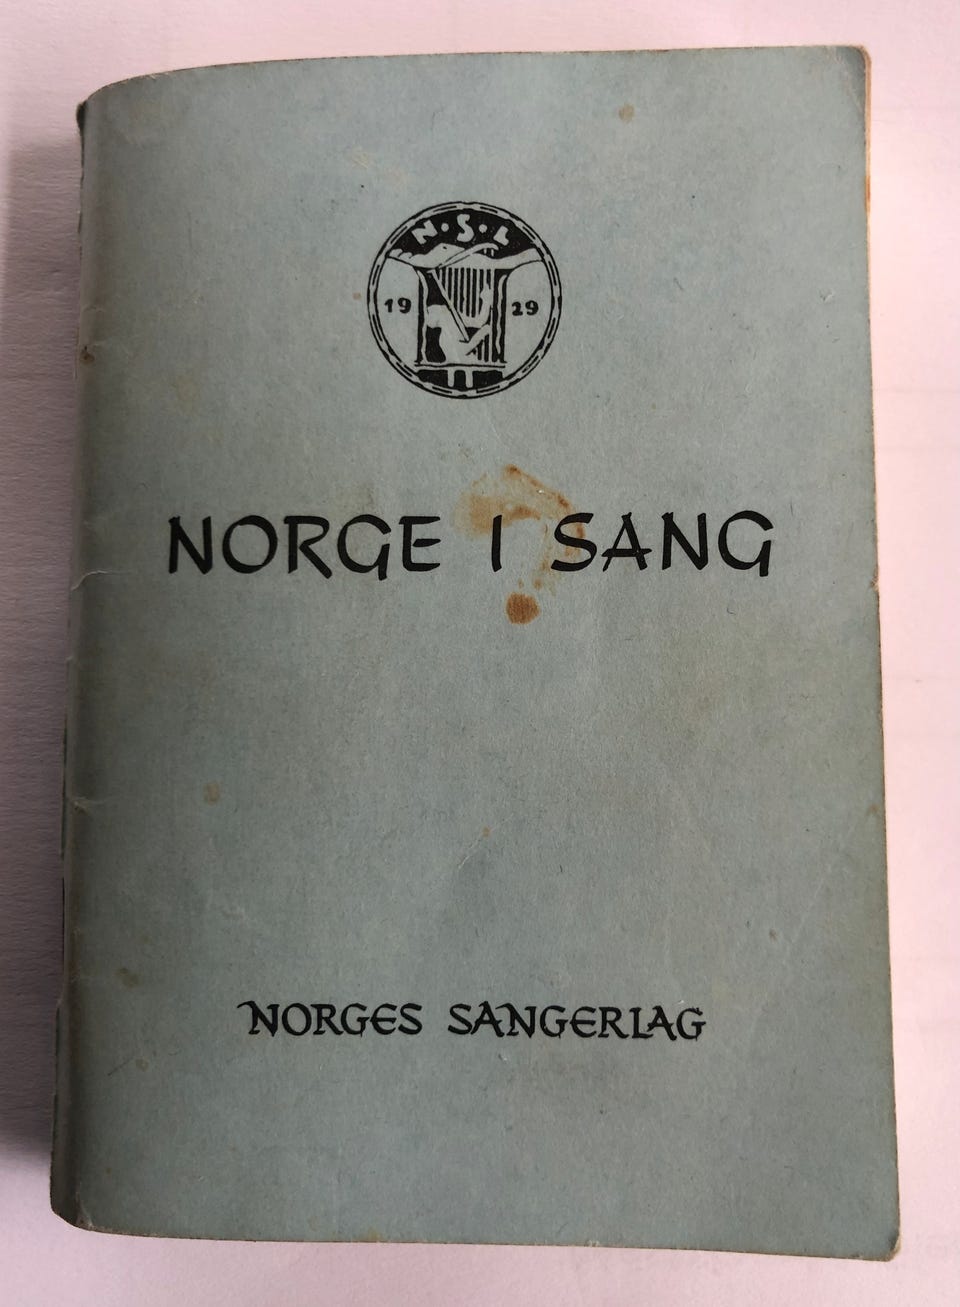 N·S·L
19 29
NORGE I SANG
NORGES SANGERLAG